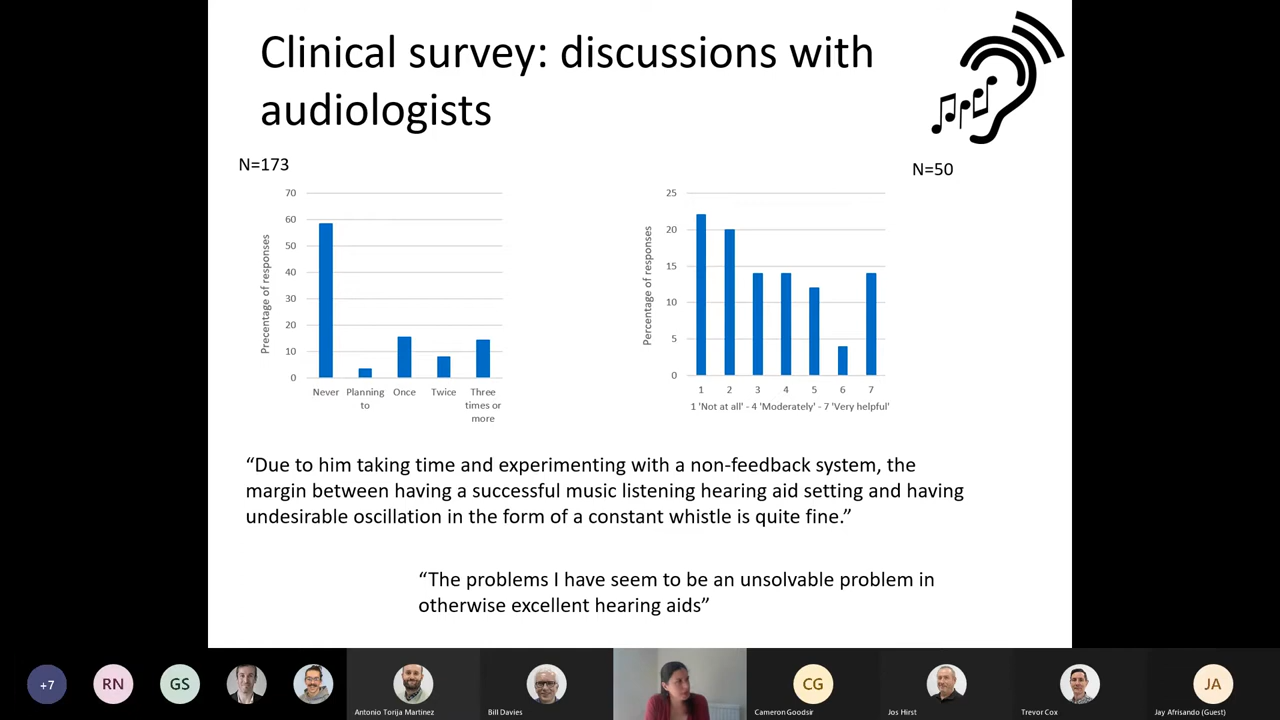 Clinical survey: discussions with
audiologists
N=173
N=50
70
60
50
40
30
20
10
0
Precentage of responses
Never
Planning
to
Once
Twice
Three
times or
more
25
20
15
10
5
0
Percentage of responses
1 2 3 4 5 6 7
1 'Not at all' - 4 'Moderately' - 7 'Very helpful'
“Due to him taking time and experimenting with a non-feedback system, the
margin between having a successful music listening hearing aid setting and having
undesirable oscillation in the form of a constant whistle is quite fine.”
“The problems I have seem to be an unsolvable problem in
otherwise excellent hearing aids”
+7
RN
GS
Antonio Torija Martinez
Bill Davies
CG
Cameron Goodsir
Jos Hirst
Trevor Cox
JA
Jay Afrisando (Guest)